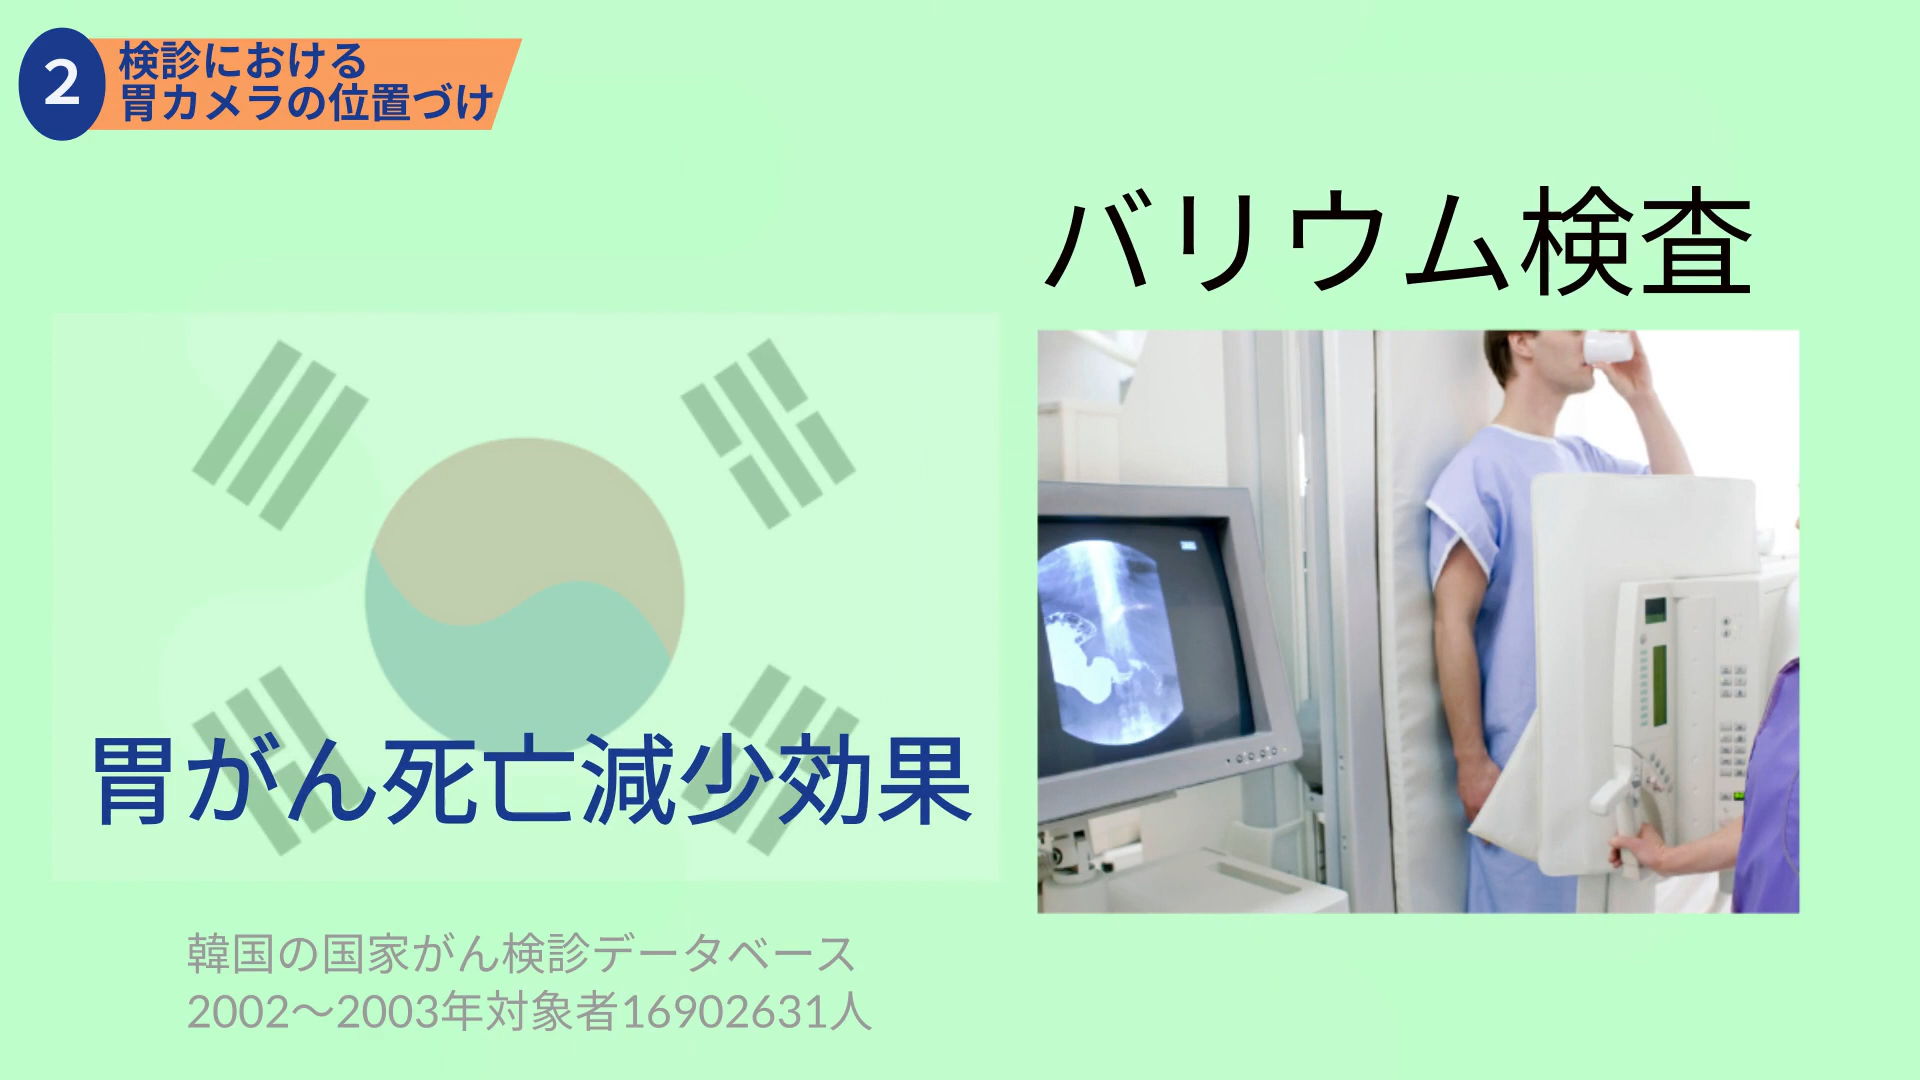 2
検診における
胃カメラの位置づけ
バリウム検査
胃がん死亡減少効果
韓国の国家がん検診データベース
2002～2003年対象者16902631人